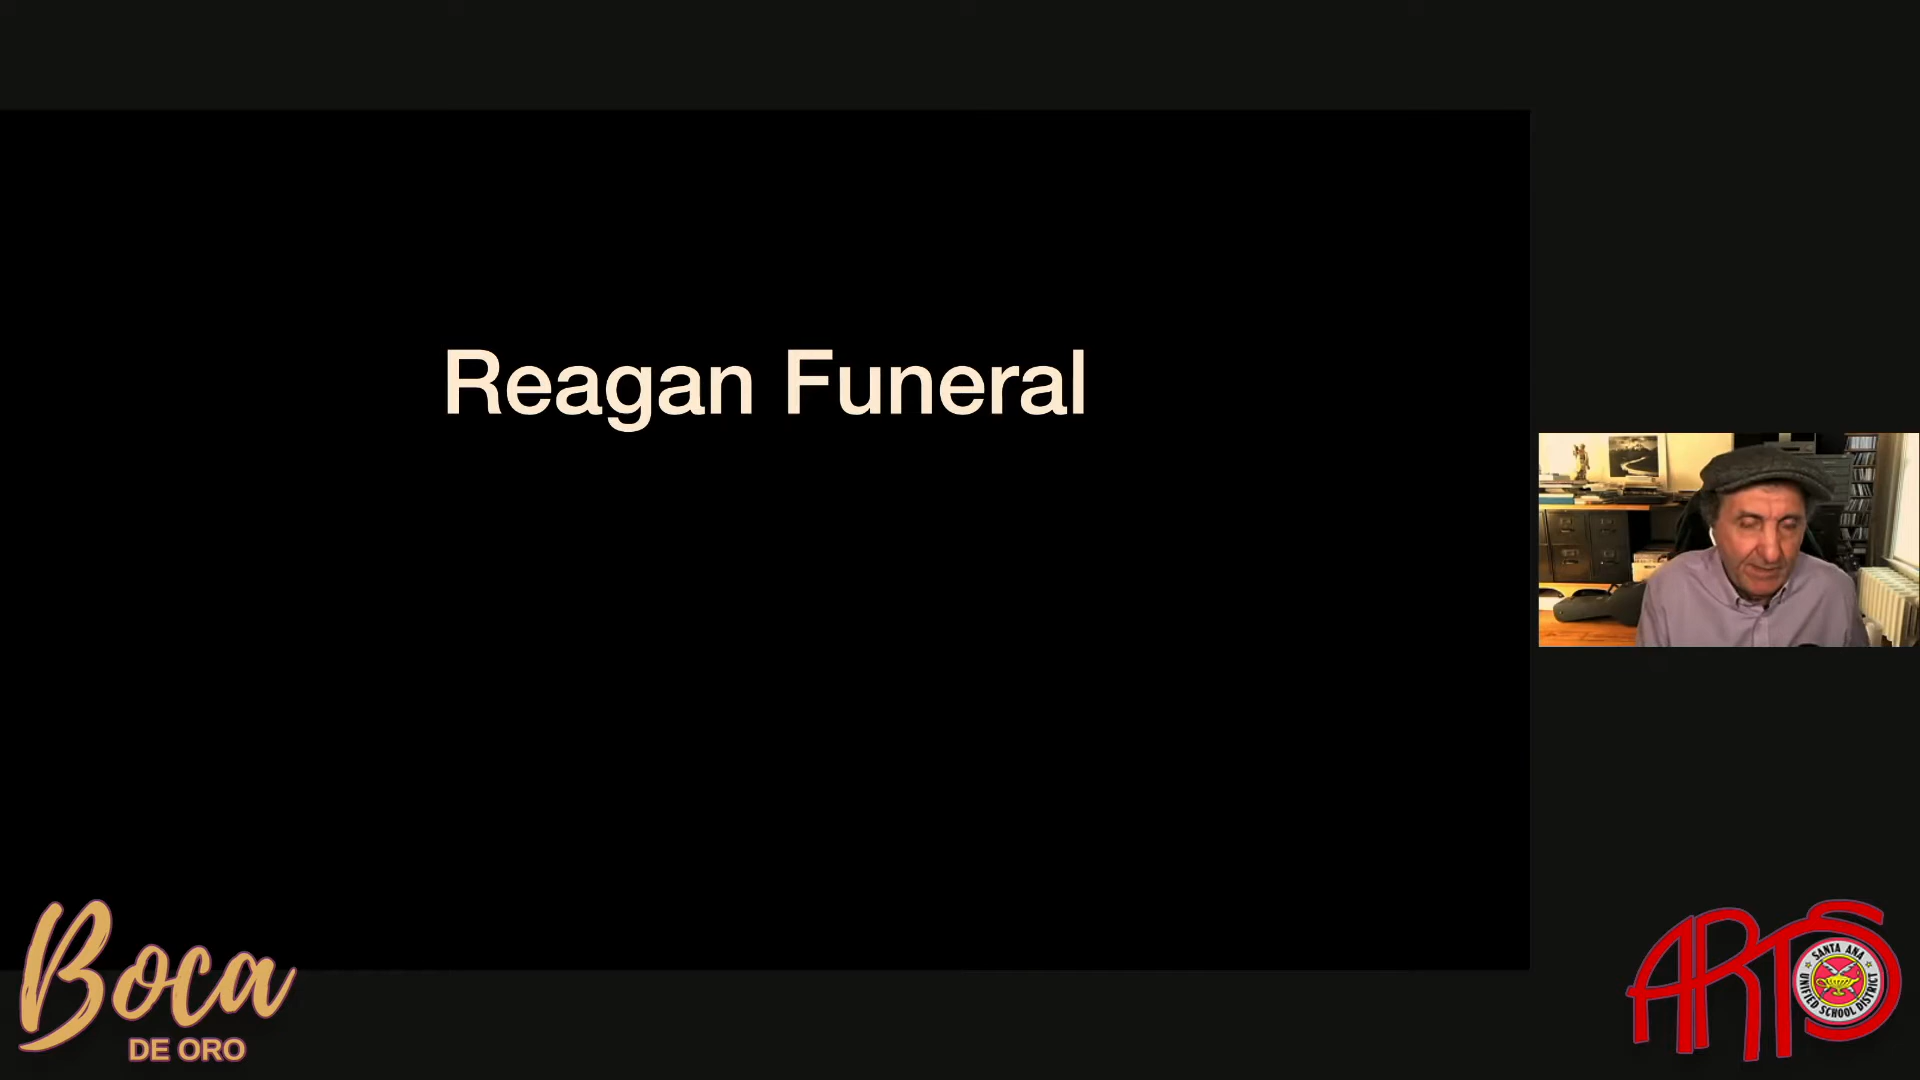 Reagan Funeral
Boca
DE ORO
ARTS
SANTA ANA
UNIFIED SCHOOL DISTRICT